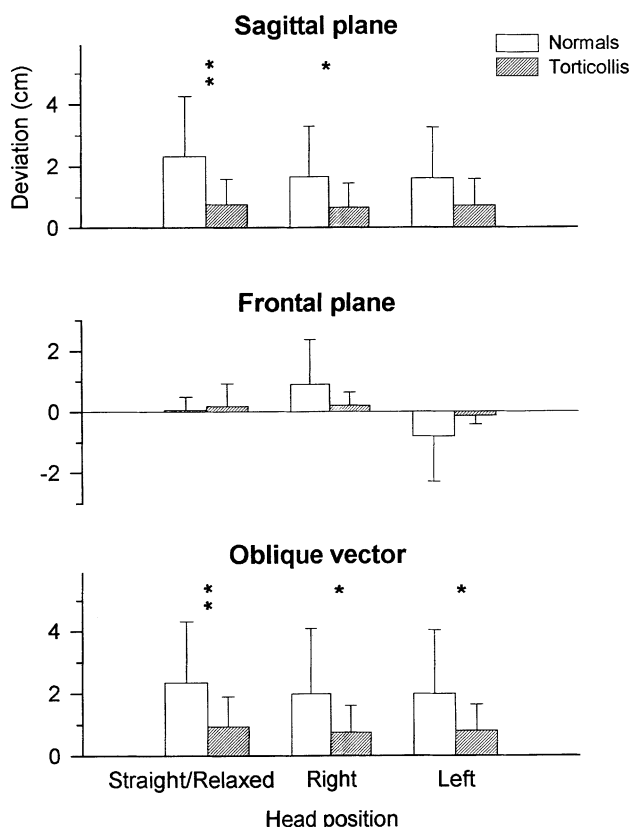 Sagittal plane
Normals
Torticollis
Deviation (cm)
4
2
0
*
*
*
Frontal plane
2
0
-2
Oblique vector
4
2
0
*
*
*
*
Straight/Relaxed Right Left
Head position